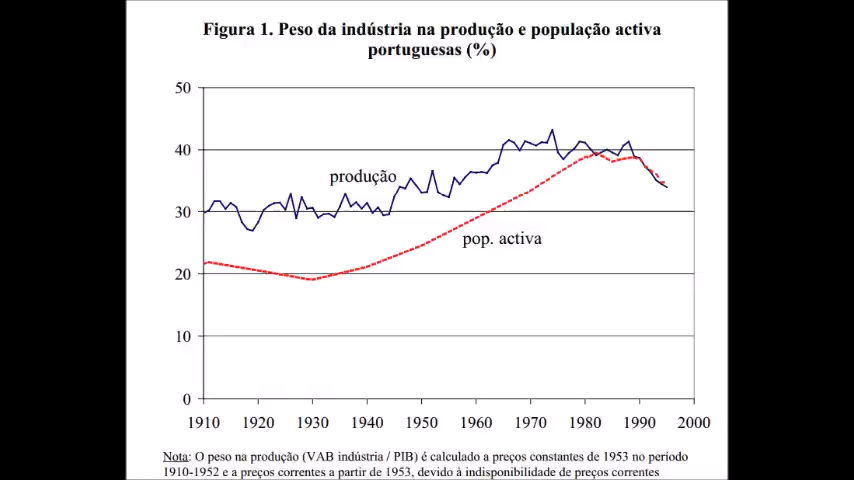 Figura 1. Peso da indústria na produção e população activa
portuguesas (%)
50
40
produção
30
pop. activa
20
10
0
1910 1920 1930 1940 1950 1960 1970 1980 1990 2000
Nota: O peso na produção (VAB indústria / PIB) é calculado a preços constantes de 1953 no período
1910-1952 e a preços correntes a partir de 1953, devido à indisponibilidade de preços correntes